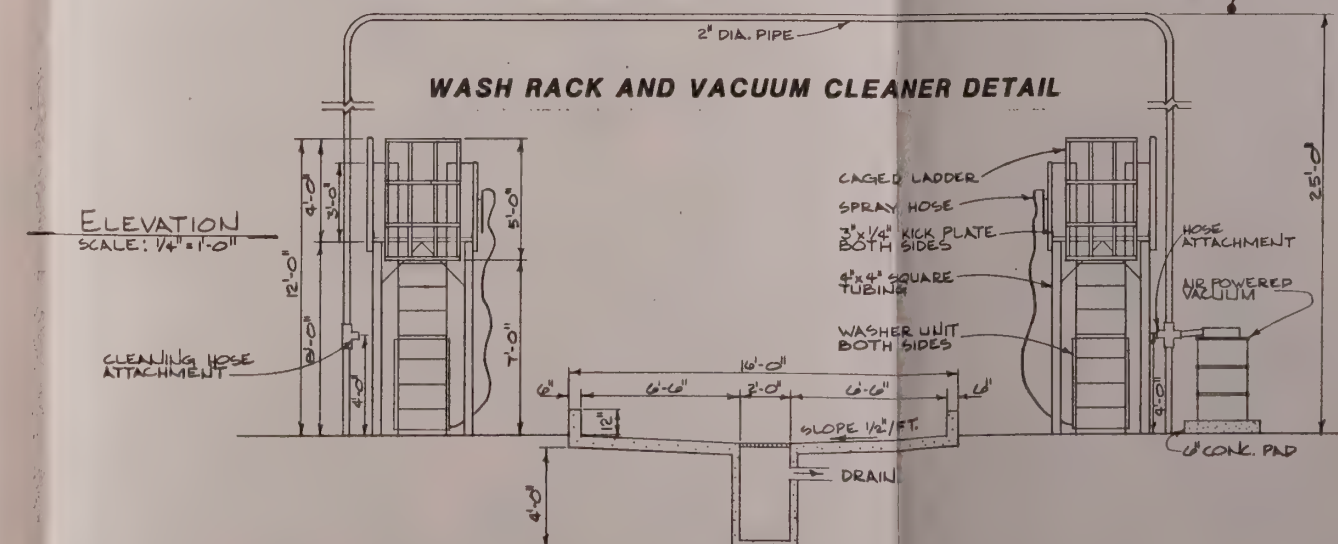 2" DIA. PIPE
WASH RACK AND VACUUM CLEANER DETAIL
25'-0"
ELEVATION
SCALE: 1/4" = 1'-0"
12'-0"
4'-0"
3'-0"
8'-0"
4'-0"
5'-0"
7'-0"
CLEANING HOSE
ATTACHMENT
CAGED LADDER
SPRAY HOSE
3"x1/4" KICK PLATE
BOTH SIDES
4"x4" SQUARE
TUBING
WASHER UNIT
BOTH SIDES
HOSE
ATTACHMENT
AIR POWERED
VACUUM
4'-0"
6" CONC. PAD
16'-0"
6"
6'-6"
2'-0"
6'-6"
6"
12"
SLOPE 1/2"/FT.
DRAIN
4'-0"